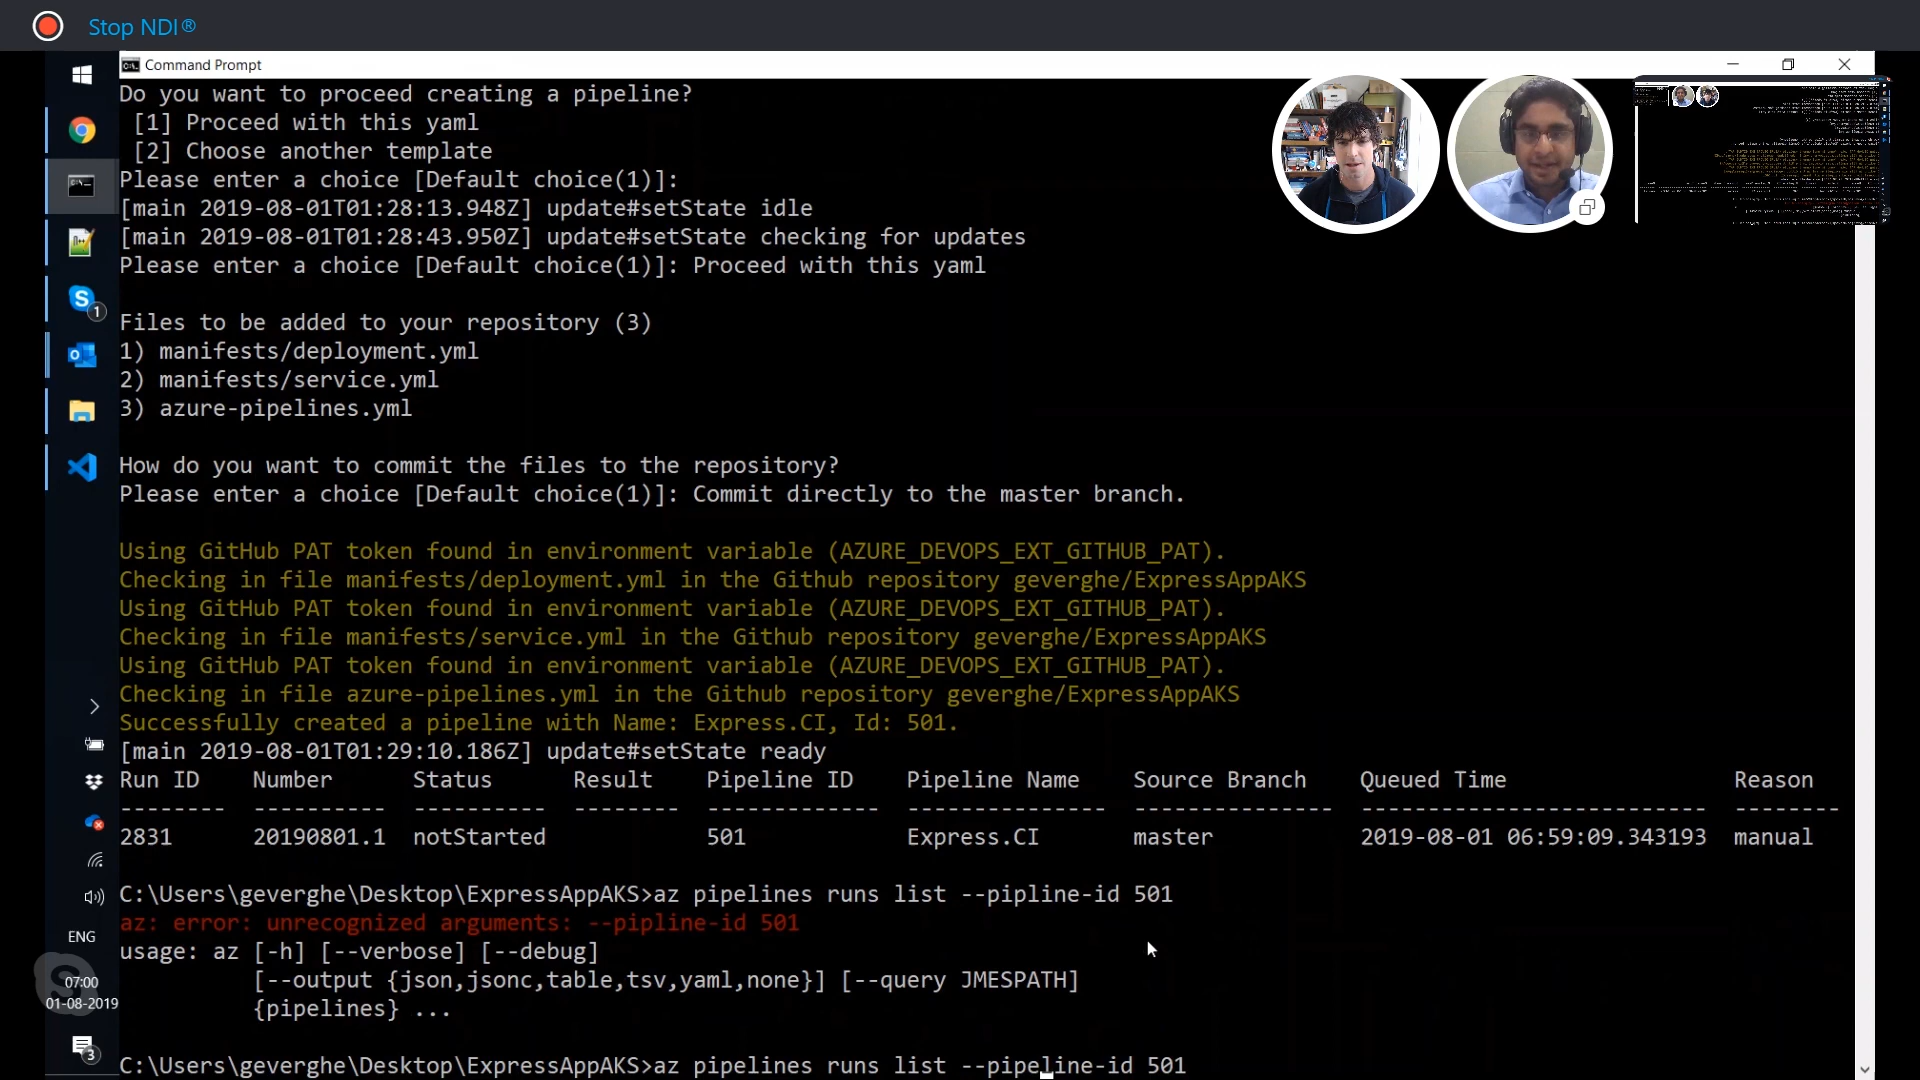 Stop NDI®
Command Prompt
Do you want to proceed creating a pipeline?
[1] Proceed with this yaml
[2] Choose another template
Please enter a choice [Default choice(1)]:
[main 2019-08-01T01:28:13.948Z] update#setState idle
[main 2019-08-01T01:28:43.950Z] update#setState checking for updates
Please enter a choice [Default choice(1)]: Proceed with this yaml
Files to be added to your repository (3)
1) manifests/deployment.yml
2) manifests/service.yml
3) azure-pipelines.yml
How do you want to commit the files to the repository?
Please enter a choice [Default choice(1)]: Commit directly to the master branch.
Using GitHub PAT token found in environment variable (AZURE_DEVOPS_EXT_GITHUB_PAT).
Checking in file manifests/deployment.yml in the Github repository geverghe/ExpressAppAKS
Using GitHub PAT token found in environment variable (AZURE_DEVOPS_EXT_GITHUB_PAT).
Checking in file manifests/service.yml in the Github repository geverghe/ExpressAppAKS
Using GitHub PAT token found in environment variable (AZURE_DEVOPS_EXT_GITHUB_PAT).
Checking in file azure-pipelines.yml in the Github repository geverghe/ExpressAppAKS
Successfully created a pipeline with Name: Express.CI, Id: 501.
[main 2019-08-01T01:29:10.186Z] update#setState ready
Run ID Number Status Result Pipeline ID Pipeline Name Source Branch Queued Time Reason
-------- ---------- ---------- -------- ------------- --------------- --------------- -------------------------- --------
2831 20190801.1 notStarted 501 Express.CI master 2019-08-01 06:59:09.343193 manual
C:\Users\geverghe\Desktop\ExpressAppAKS>az pipelines runs list --pipline-id 501
az: error: unrecognized arguments: --pipline-id 501
usage: az [-h] [--verbose] [--debug]
[--output {json,jsonc,table,tsv,yaml,none}] [--query JMESPATH]
{pipelines} ...
C:\Users\geverghe\Desktop\ExpressAppAKS>az pipelines runs list --pipeline-id 501
1
ENG
07:00
01-08-2019
3